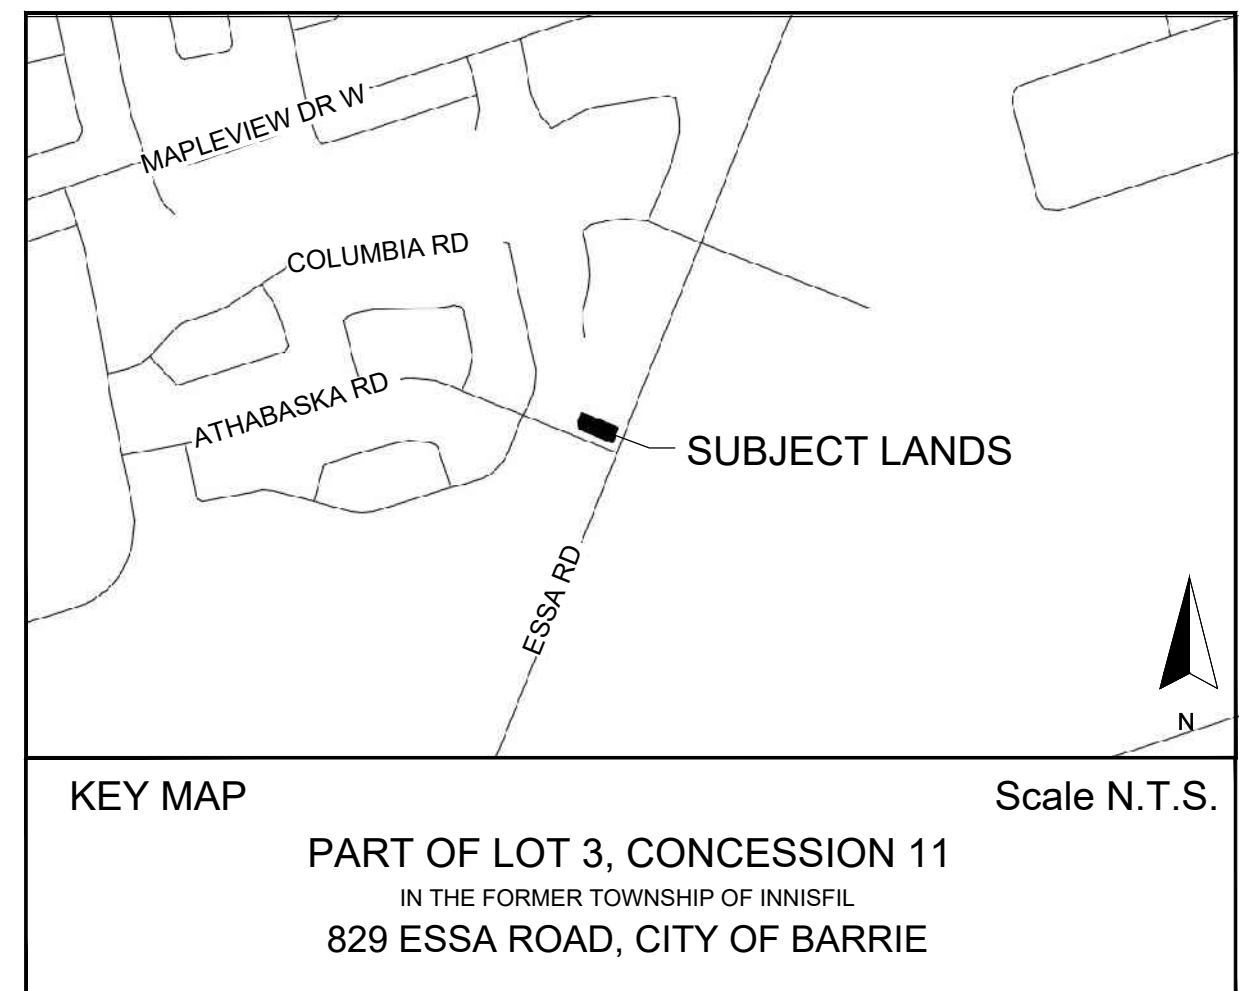 MAPLEVIEW DR W
COLUMBIA RD
ATHABASKA RD
SUBJECT LANDS
ESSA RD
N
KEY MAP
Scale N.T.S.
PART OF LOT 3, CONCESSION 11
IN THE FORMER TOWNSHIP OF INNISFIL
829 ESSA ROAD, CITY OF BARRIE